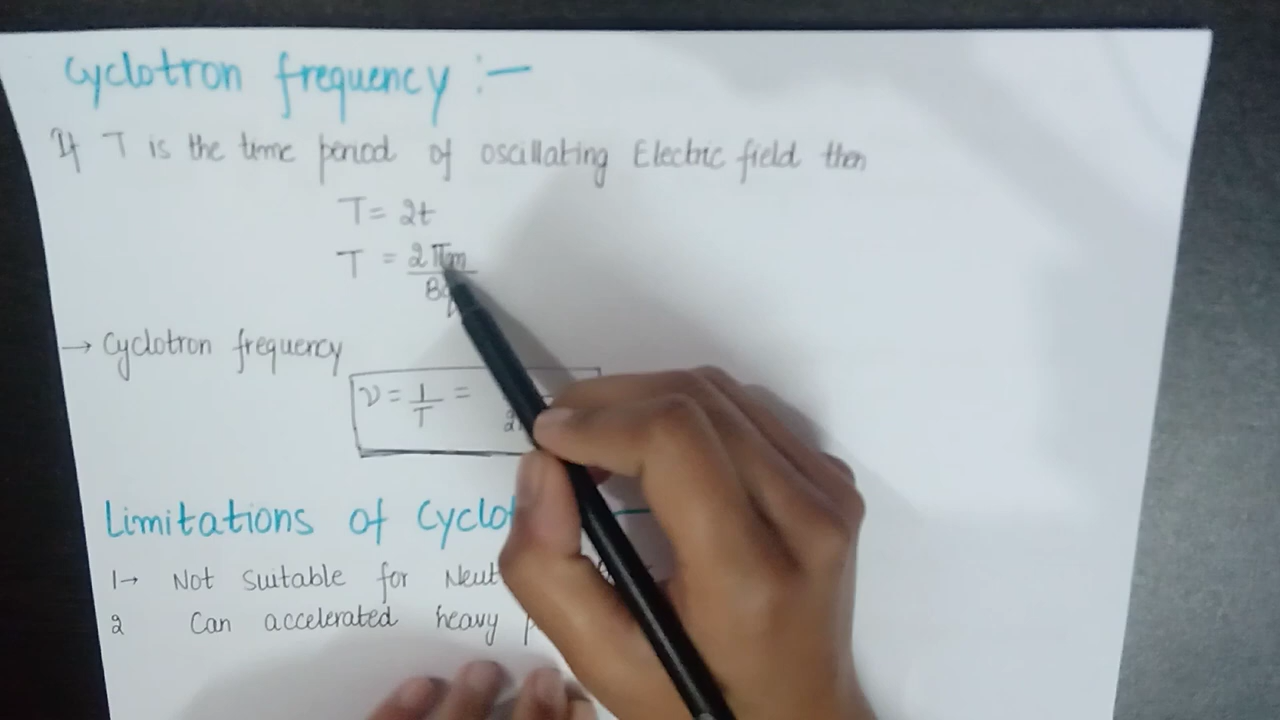 Cyclotron frequency :-
If T is the time period of oscillating Electric field then
T = 2t
T = 2πm
Bq
→ Cyclotron frequency
ν = 1/T =
Limitations of
1→ Not suitable for
2 Can accelerated heavy